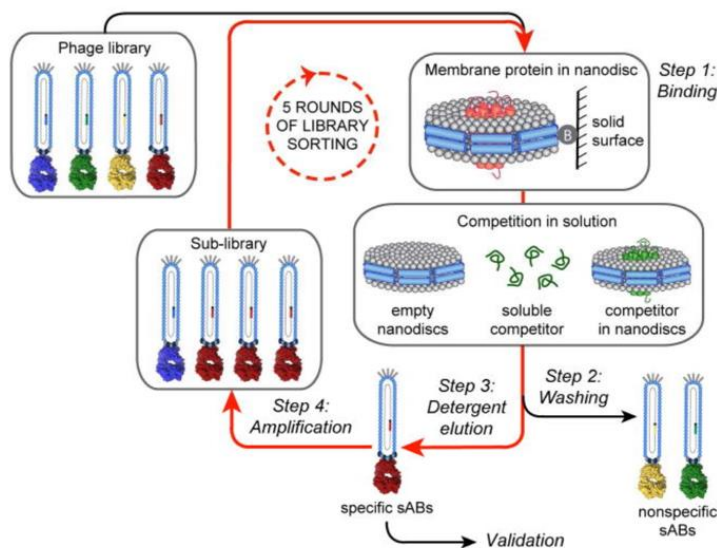 Phage library
5 ROUNDS
OF LIBRARY
SORTING
Membrane protein in nanodisc
B
solid
surface
Step 1:
Binding
Competition in solution
empty
nanodiscs
soluble
competitor
competitor
in nanodiscs
Sub-library
Step 4:
Amplification
Step 3:
Detergent
elution
Step 2:
Washing
specific sABs
nonspecific
sABs
Validation